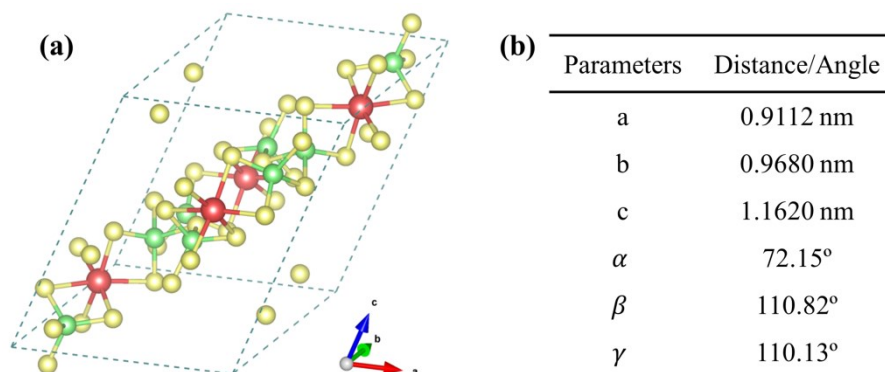 (a)
c
b
a
(b)
Parameters Distance/Angle
a 0.9112 nm
b 0.9680 nm
c 1.1620 nm
α 72.15º
β 110.82º
γ 110.13º